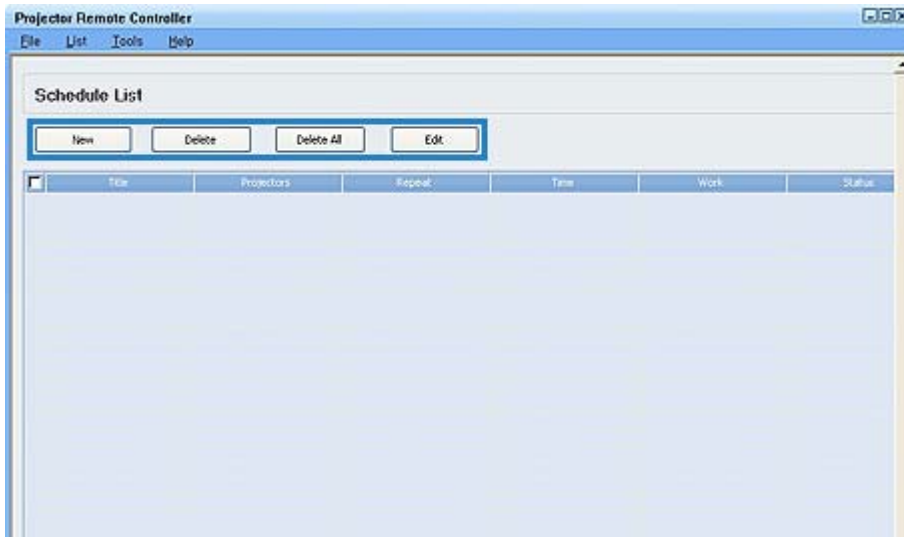 Projector Remote Controller
File List Tools Help
Schedule List
New Delete Delete All Edit
Title Projectors Repeat Time Work Status